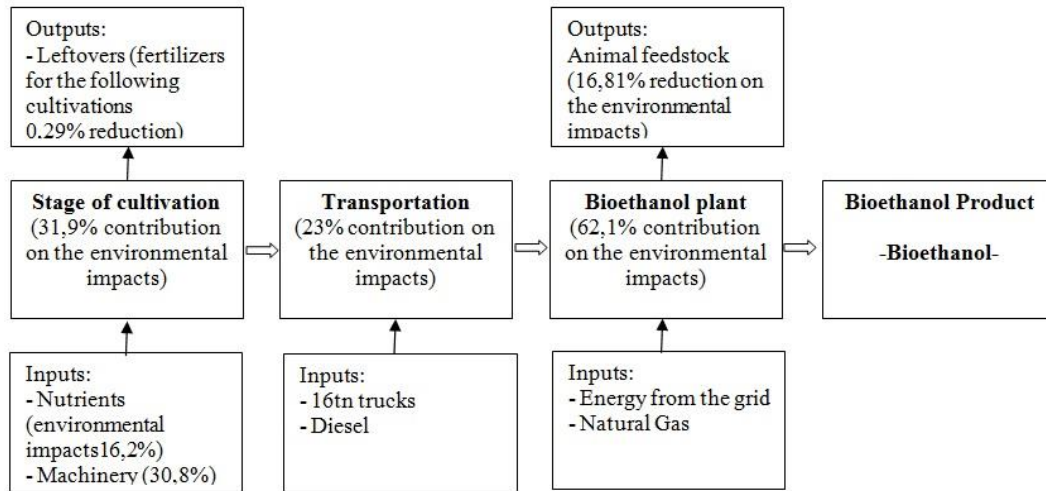 Outputs:
- Leftovers (fertilizers
for the following
cultivations
0.29% reduction)
Outputs:
Animal feedstock
(16,81% reduction on
the environmental
impacts)
Stage of cultivation
(31,9% contribution
on the environmental
impacts)
Transportation
(23% contribution on
the environmental
impacts)
Bioethanol plant
(62,1% contribution
on the environmental
impacts)
Bioethanol Product
-Bioethanol-
Inputs:
- Nutrients
(environmental
impacts16,2%)
- Machinery (30,8%)
Inputs:
- 16tn trucks
- Diesel
Inputs:
- Energy from the grid
- Natural Gas